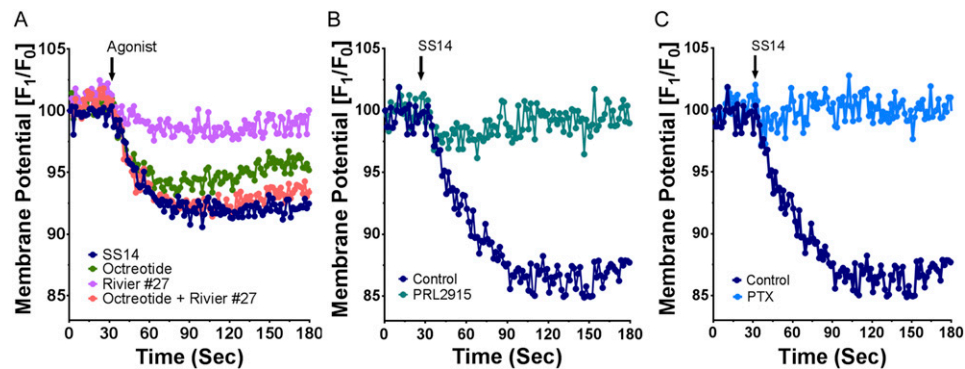 A
Agonist
Membrane Potential [F1/F0]
105
100
95
90
85
SS14
Octreotide
Rivier #27
Octreotide + Rivier #27
0 30 60 90 120 150 180
Time (Sec)
B
SS14
Membrane Potential [F1/F0]
105
100
95
90
85
Control
PRL2915
0 30 60 90 120 150 180
Time (Sec)
C
SS14
Membrane Potential [F1/F0]
105
100
95
90
85
Control
PTX
0 30 60 90 120 150 180
Time (Sec)